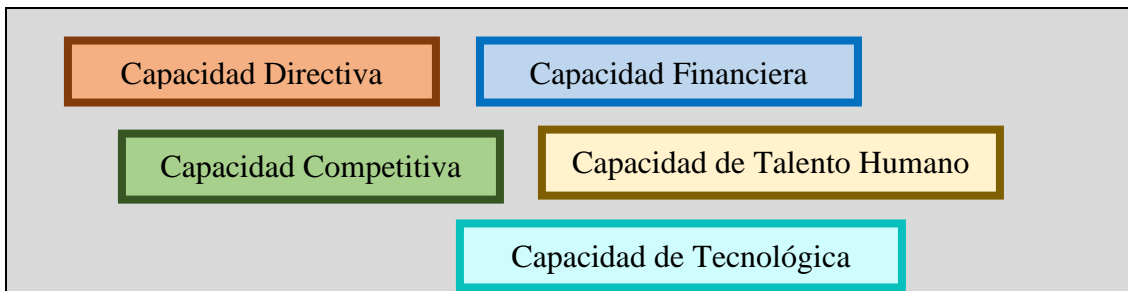 Capacidad Directiva
Capacidad Financiera
Capacidad Competitiva
Capacidad de Talento Humano
Capacidad de Tecnológica